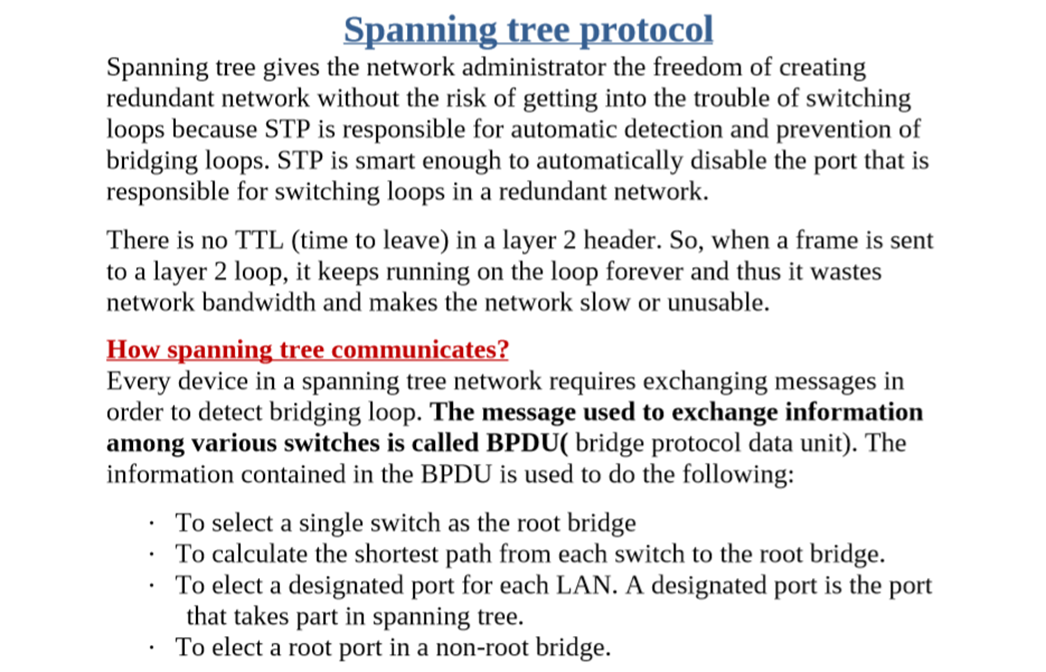 Spanning tree protocol
Spanning tree gives the network administrator the freedom of creating
redundant network without the risk of getting into the trouble of switching
loops because STP is responsible for automatic detection and prevention of
bridging loops. STP is smart enough to automatically disable the port that is
responsible for switching loops in a redundant network.
There is no TTL (time to leave) in a layer 2 header. So, when a frame is sent
to a layer 2 loop, it keeps running on the loop forever and thus it wastes
network bandwidth and makes the network slow or unusable.
How spanning tree communicates?
Every device in a spanning tree network requires exchanging messages in
order to detect bridging loop. The message used to exchange information
among various switches is called BPDU( bridge protocol data unit). The
information contained in the BPDU is used to do the following:
· To select a single switch as the root bridge
· To calculate the shortest path from each switch to the root bridge.
· To elect a designated port for each LAN. A designated port is the port
that takes part in spanning tree.
· To elect a root port in a non-root bridge.